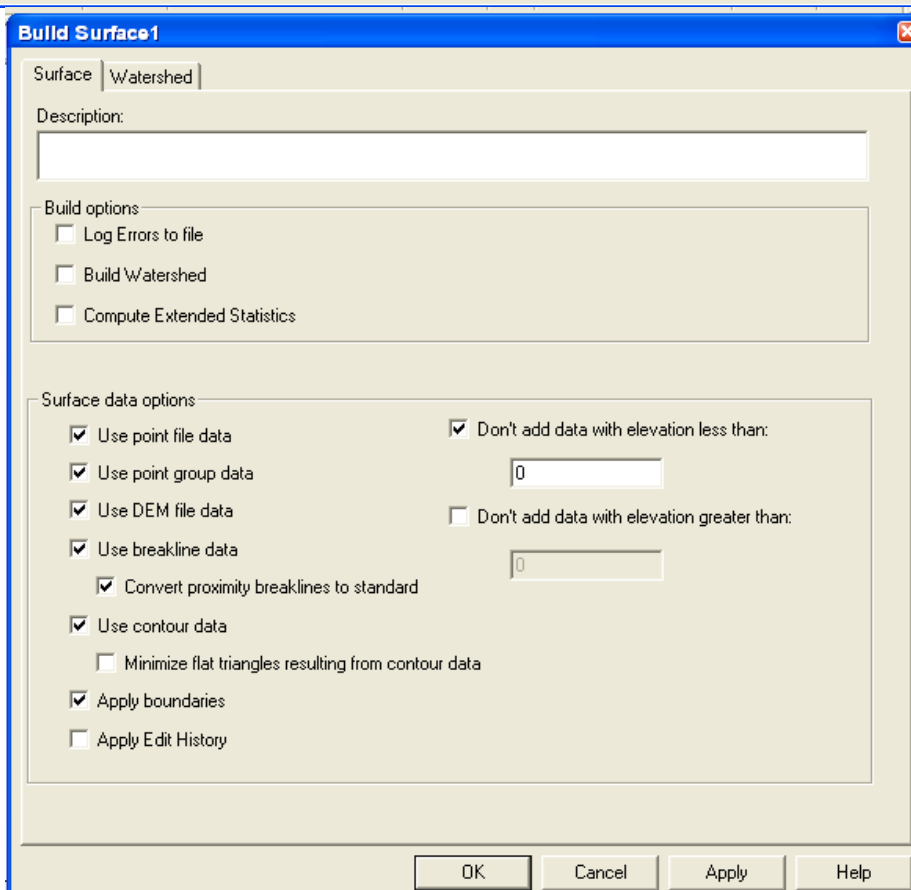 Build Surface1
Surface Watershed
Description:
Build options
Log Errors to file
Build Watershed
Compute Extended Statistics
Surface data options
Use point file data
Use point group data
Use DEM file data
Use breakline data
Convert proximity breaklines to standard
Use contour data
Minimize flat triangles resulting from contour data
Apply boundaries
Apply Edit History
Don't add data with elevation less than:
0
Don't add data with elevation greater than:
0
OK Cancel Apply Help